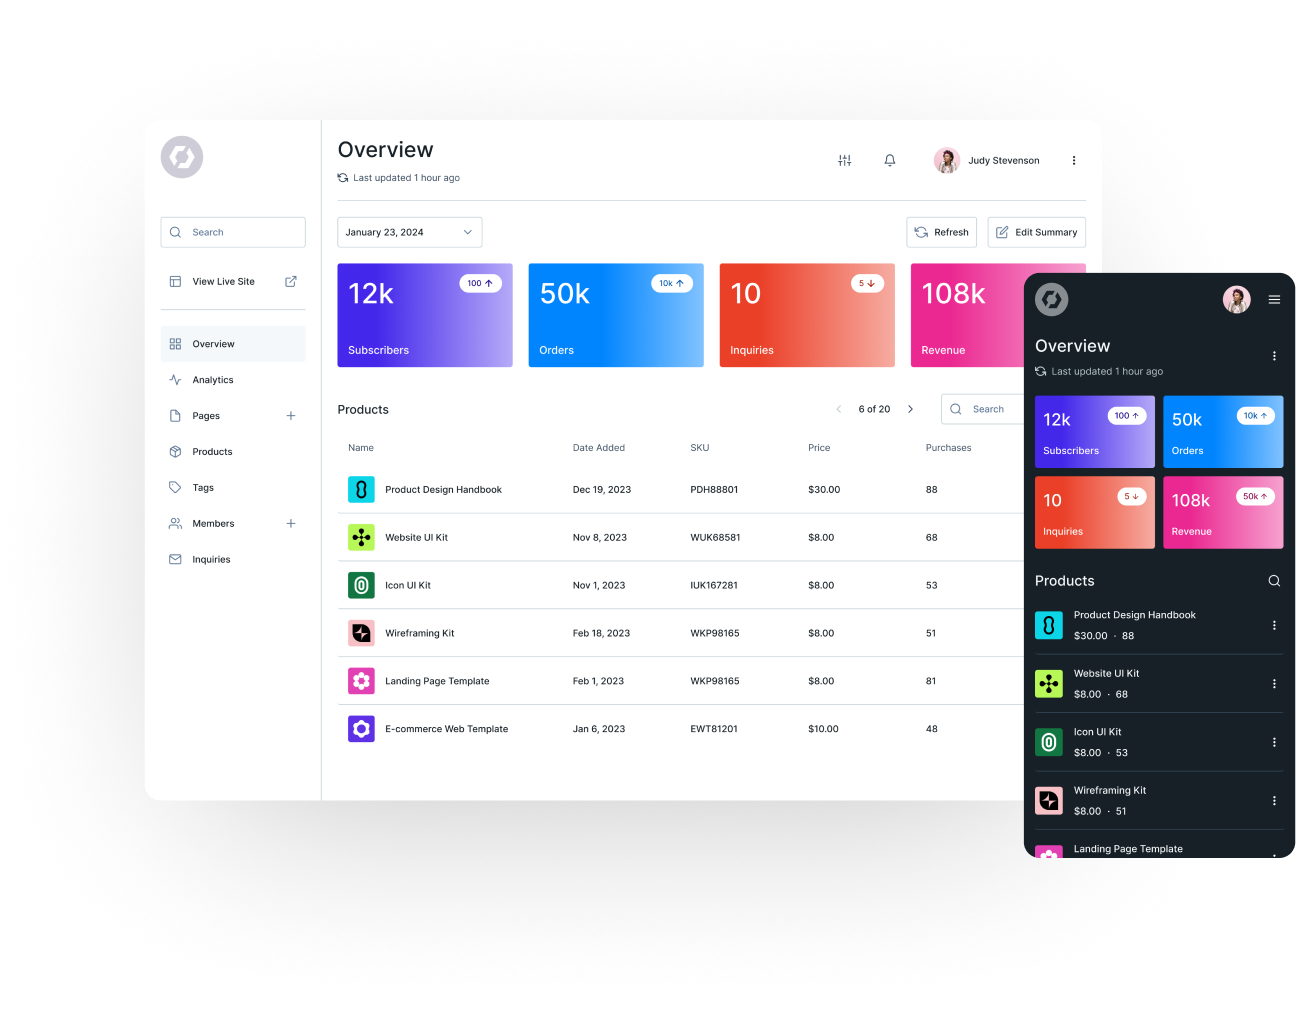 Overview
Last updated 1 hour ago
Judy Stevenson
Search
January 23, 2024
Refresh
Edit Summary
View Live Site
Overview
Analytics
Pages
Products
Tags
Members
Inquiries
12k
100
Subscribers
50k
10k
Orders
10
5
Inquiries
108k
Revenue
Products
6 of 20
Search
Name Date Added SKU Price Purchases
Product Design Handbook Dec 19, 2023 PDH88801 $30.00 88
Website UI Kit Nov 8, 2023 WUK68581 $8.00 68
Icon UI Kit Nov 1, 2023 IUK167281 $8.00 53
Wireframing Kit Feb 18, 2023 WKP98165 $8.00 51
Landing Page Template Feb 1, 2023 WKP98165 $8.00 81
E-commerce Web Template Jan 6, 2023 EWT81201 $10.00 48
Overview
Last updated 1 hour ago
12k
100
Subscribers
50k
10k
Orders
10
5
Inquiries
108k
50k
Revenue
Products
Product Design Handbook
$30.00 · 88
Website UI Kit
$8.00 · 68
Icon UI Kit
$8.00 · 53
Wireframing Kit
$8.00 · 51
Landing Page Template